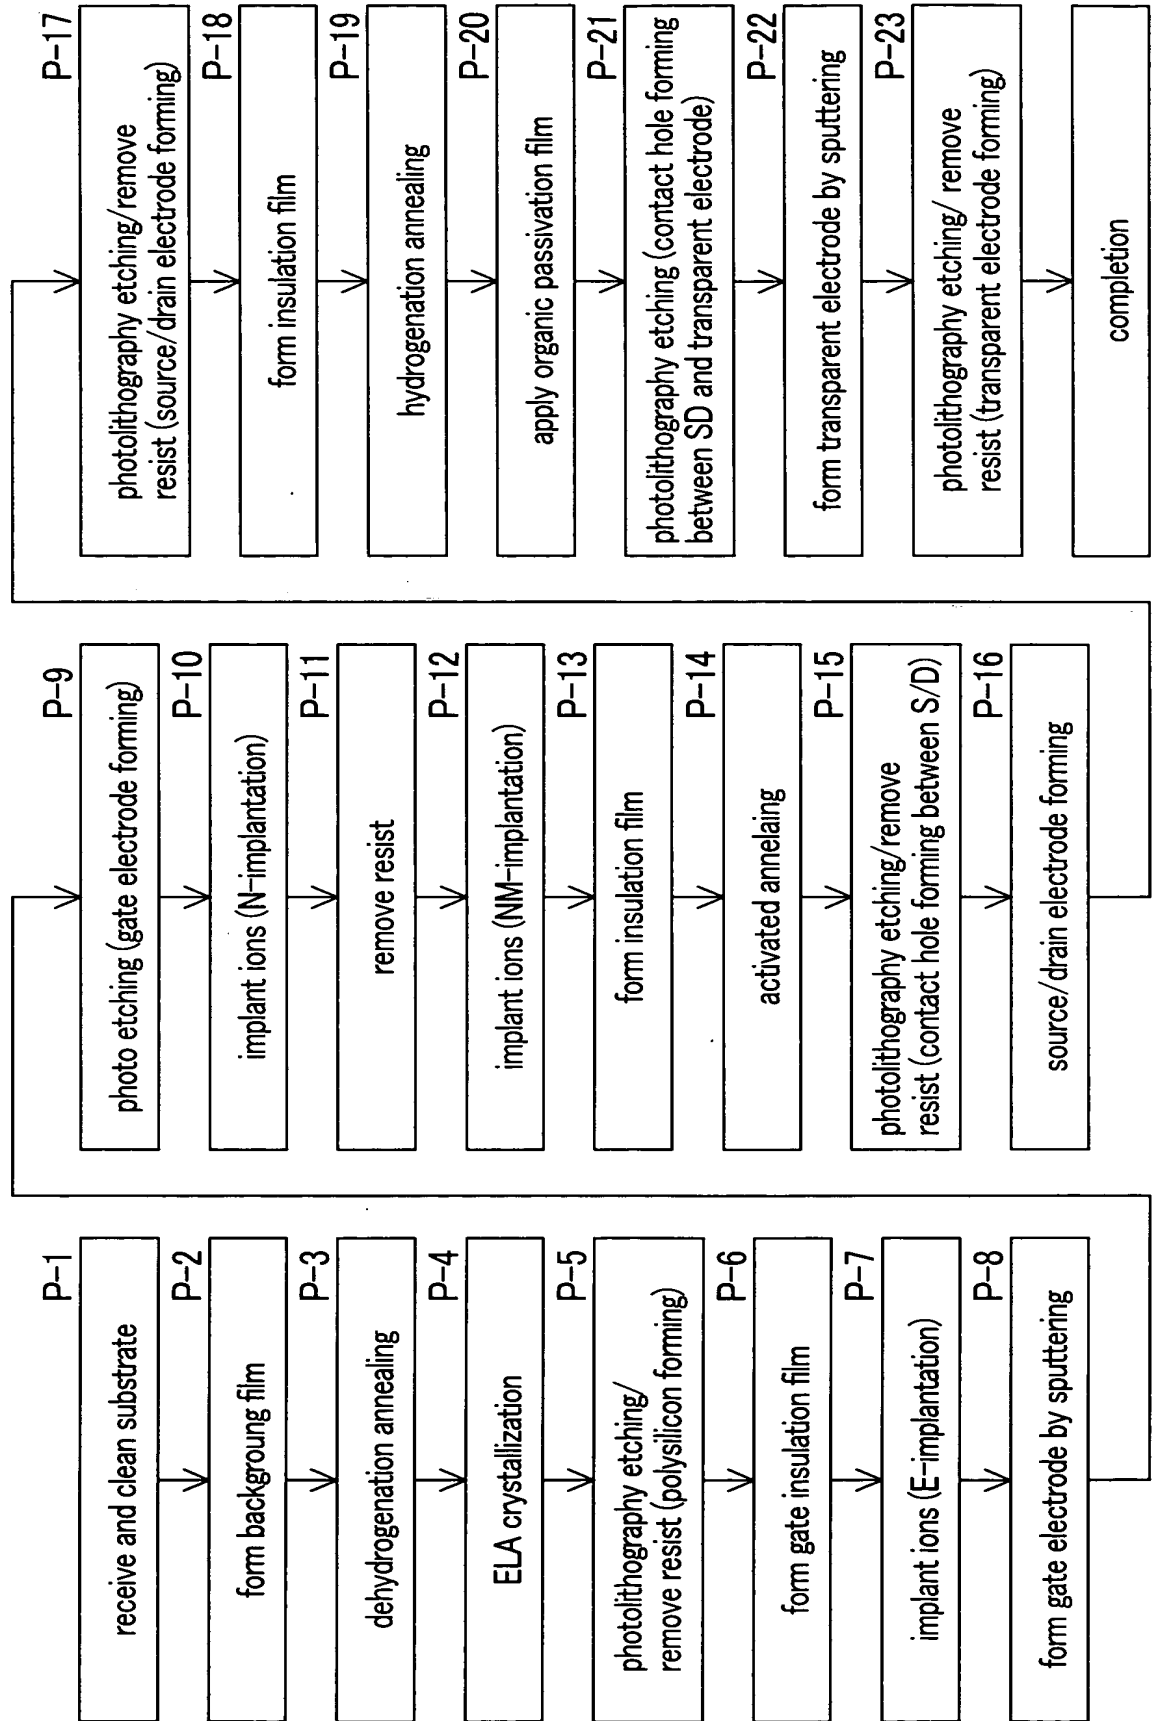 P-1
receive and clean substrate
P-2
form backgroung film
P-3
dehydrogenation annealing
P-4
ELA crystallization
P-5
photolithography etching/
remove resist (polysilicon forming)
P-6
form gate insulation film
P-7
implant ions (E-implantation)
P-8
form gate electrode by sputtering
P-9
photo etching (gate electrode forming)
P-10
implant ions (N-implantation)
P-11
remove resist
P-12
implant ions (NM-implantation)
P-13
form insulation film
P-14
activated annelaing
P-15
photolithography etching/remove
resist (contact hole forming between S/D)
P-16
source/drain electrode forming
P-17
photolithography etching/remove
resist (source/drain electrode forming)
P-18
form insulation film
P-19
hydrogenation annealing
P-20
apply organic passivation film
P-21
photolithography etching (contact hole forming
between SD and transparent electrode)
P-22
form transparent electrode by sputtering
P-23
photolithography etching/ remove
resist (transparent electrode forming)
completion